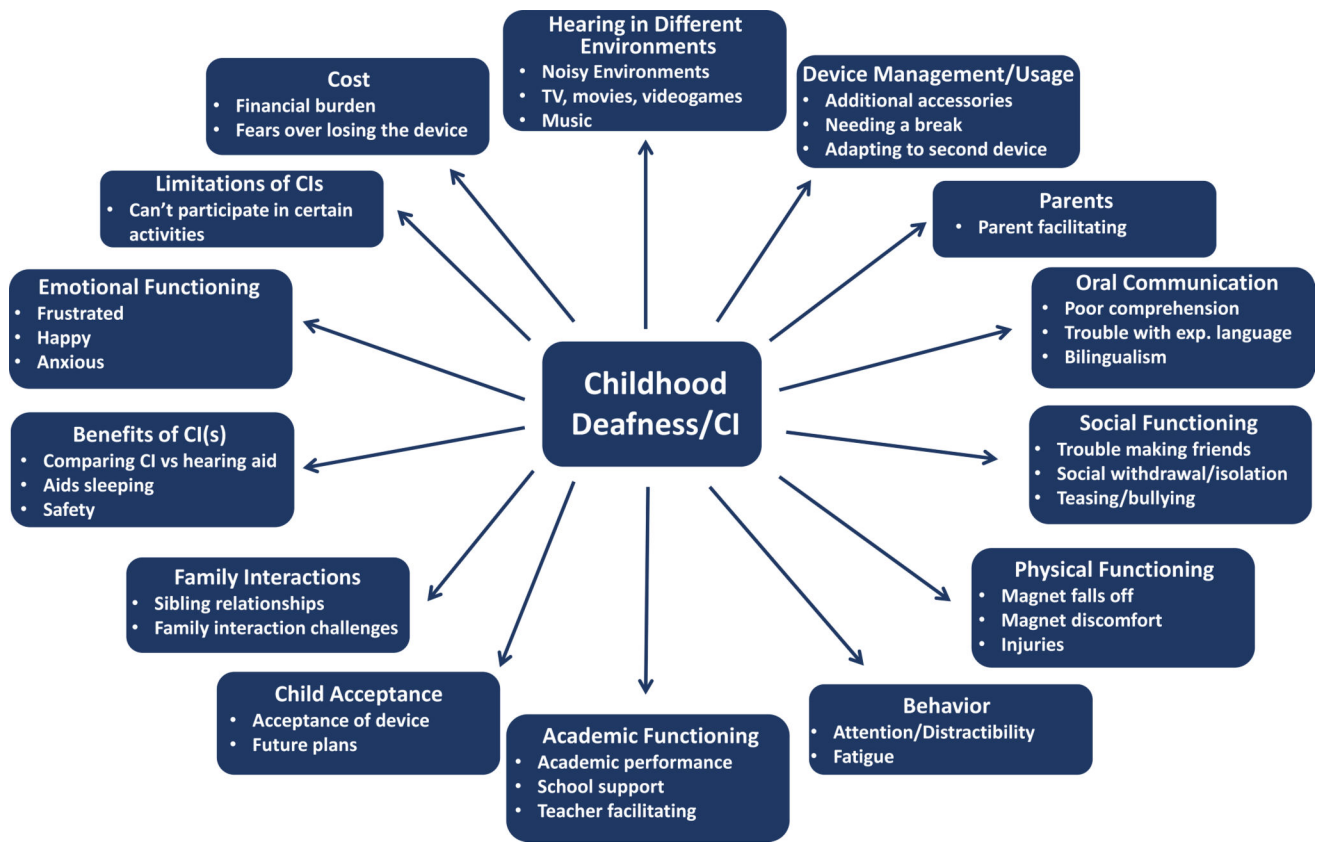 Hearing in Different
Environments
• Noisy Environments
• TV, movies, videogames
• Music
Device Management/Usage
• Additional accessories
• Needing a break
• Adapting to second device
Parents
• Parent facilitating
Oral Communication
• Poor comprehension
• Trouble with exp. language
• Bilingualism
Social Functioning
• Trouble making friends
• Social withdrawal/isolation
• Teasing/bullying
Physical Functioning
• Magnet falls off
• Magnet discomfort
• Injuries
Behavior
• Attention/Distractibility
• Fatigue
Academic Functioning
• Academic performance
• School support
• Teacher facilitating
Child Acceptance
• Acceptance of device
• Future plans
Family Interactions
• Sibling relationships
• Family interaction challenges
Benefits of CI(s)
• Comparing CI vs hearing aid
• Aids sleeping
• Safety
Emotional Functioning
• Frustrated
• Happy
• Anxious
Limitations of CIs
• Can’t participate in certain
activities
Cost
• Financial burden
• Fears over losing the device
Childhood
Deafness/CI